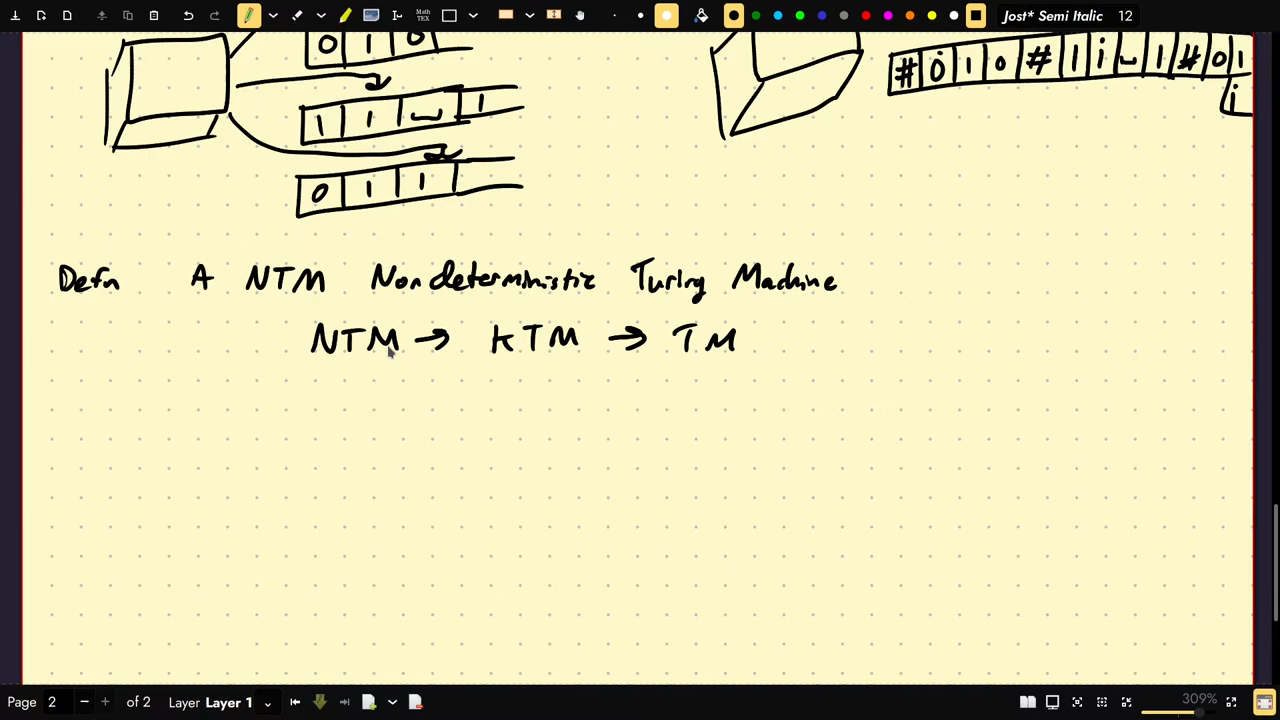 Jost* Semi Italic 12
0 1 0
1 1 ␣ 1
0 1 1
# 0 1 0 # 1 1 ␣ 1 # 0 1
Defn A NTM Nondeterministic Turing Machine
NTM → KTM → TM
Page 2 of 2 Layer Layer 1 309%